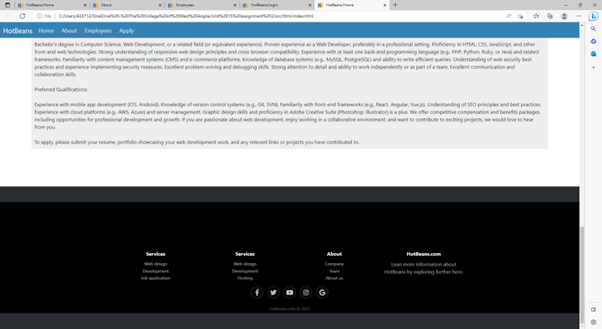 HotBeans/Home
About
Employees
HotBeans/Login
HotBeans/Home
File
C:/Users/433712/OneDrive%20-%20The%20College%20of%20West%20Anglia/Unit%2015%20assignment%202/src/html/index.html
HotBeans Home About Employees Apply
Bachelor's degree in Computer Science, Web Development, or a related field (or equivalent experience). Proven experience as a Web Developer, preferably in a professional setting. Proficiency in HTML, CSS, JavaScript, and other
front-end web technologies. Strong understanding of responsive web design principles and cross-browser compatibility. Experience with at least one back-end programming language (e.g., PHP, Python, Ruby, or Java) and related
frameworks. Familiarity with content management systems (CMS) and e-commerce platforms. Knowledge of database systems (e.g., MySQL, PostgreSQL) and ability to write efficient queries. Understanding of web security best
practices and experience implementing security measures. Excellent problem-solving and debugging skills. Strong attention to detail and ability to work independently or as part of a team. Excellent communication and
collaboration skills.
Preferred Qualifications:
Experience with mobile app development (iOS, Android). Knowledge of version control systems (e.g., Git, SVN). Familiarity with front-end frameworks (e.g., React, Angular, Vue.js). Understanding of SEO principles and best practices.
Experience with cloud platforms (e.g., AWS, Azure) and server management. Graphic design skills and proficiency in Adobe Creative Suite (Photoshop, Illustrator) is a plus. We offer competitive compensation and benefits packages,
including opportunities for professional development and growth. If you are passionate about web development, enjoy working in a collaborative environment, and want to contribute to exciting projects, we would love to hear
from you.
To apply, please submit your resume, portfolio showcasing your web development work, and any relevant links or projects you have contributed to.
Services
Web design
Development
Job application
Services
Web design
Development
Hosting
About
Company
Team
About us
HotBeans.com
Learn more information about
HotBeans by exploring further here.
HotBeans.com ©